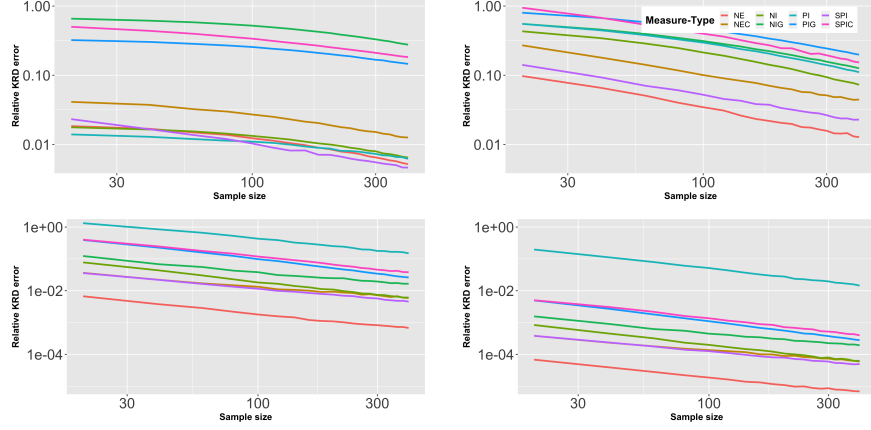 1.00
0.10
0.01
Relative KRD error
30
100
300
Sample size
1.00
0.10
0.01
Relative KRD error
Measure-Type
NE
NI
PI
SPI
NEC
NIG
PIG
SPIC
30
100
300
Sample size
1e+00
1e-02
1e-04
Relative KRD error
30
100
300
Sample size
1e+00
1e-02
1e-04
Relative KRD error
30
100
300
Sample size